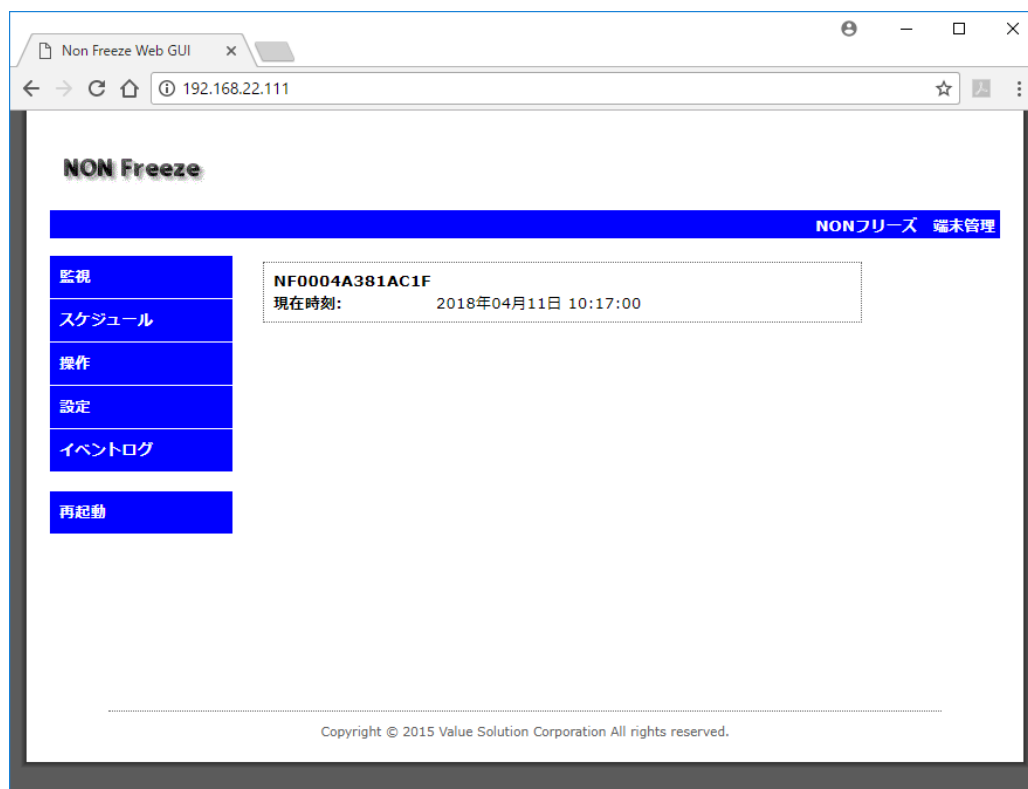 Non Freeze Web GUI
192.168.22.111
NON Freeze
NONフリーズ 端末管理
監視
スケジュール
操作
設定
イベントログ
再起動
NF0004A381AC1F
現在時刻: 2018年04月11日 10:17:00
Copyright © 2015 Value Solution Corporation All rights reserved.